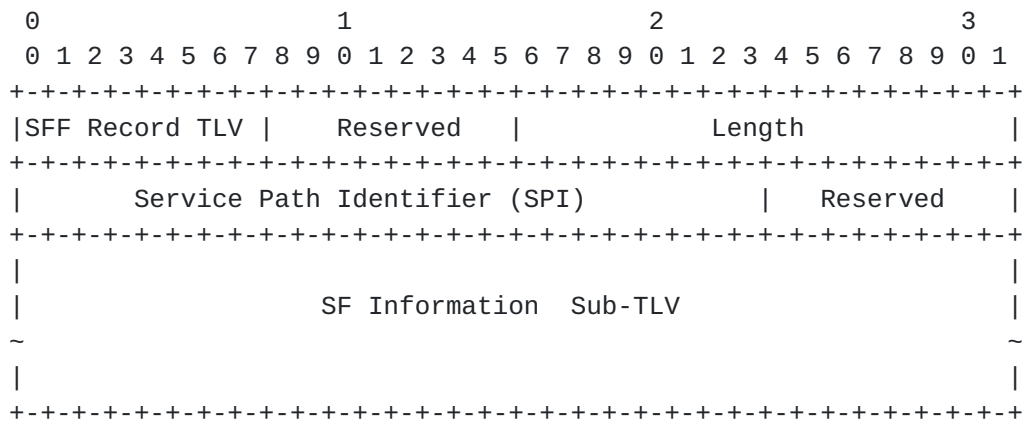 0                   1                   2                   3
 0 1 2 3 4 5 6 7 8 9 0 1 2 3 4 5 6 7 8 9 0 1 2 3 4 5 6 7 8 9 0 1
+-+-+-+-+-+-+-+-+-+-+-+-+-+-+-+-+-+-+-+-+-+-+-+-+-+-+-+-+-+-+-+-+
|SFF Record TLV |    Reserved   |            Length             |
+-+-+-+-+-+-+-+-+-+-+-+-+-+-+-+-+-+-+-+-+-+-+-+-+-+-+-+-+-+-+-+-+
|       Service Path Identifier (SPI)           |   Reserved    |
+-+-+-+-+-+-+-+-+-+-+-+-+-+-+-+-+-+-+-+-+-+-+-+-+-+-+-+-+-+-+-+-+
|                                                               |
|                   SF Information  Sub-TLV                     |
~                                                               ~
|                                                               |
+-+-+-+-+-+-+-+-+-+-+-+-+-+-+-+-+-+-+-+-+-+-+-+-+-+-+-+-+-+-+-+-+